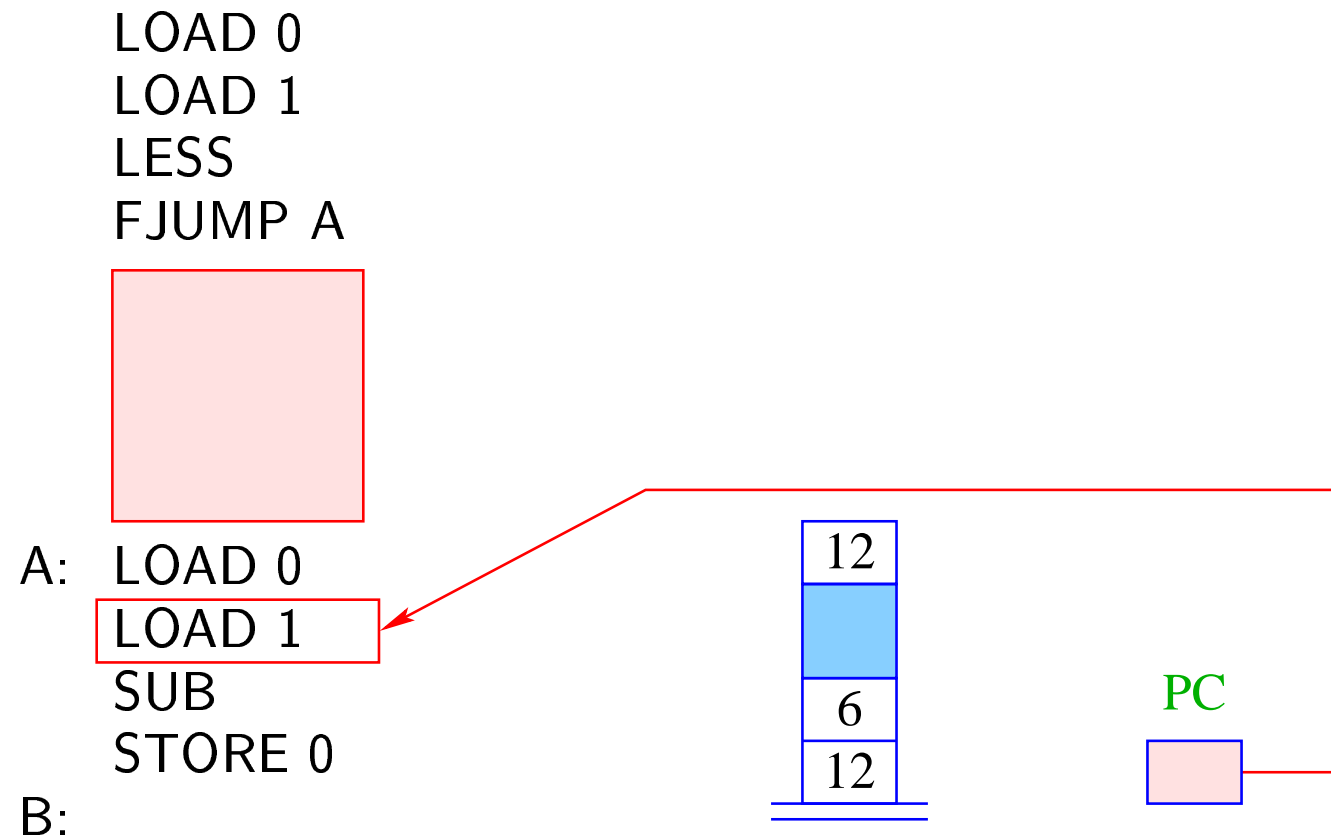 LOAD 0
LOAD 1
LESS
FJUMP A
A: LOAD 0
LOAD 1
SUB
STORE 0
B:
12
6
12
PC